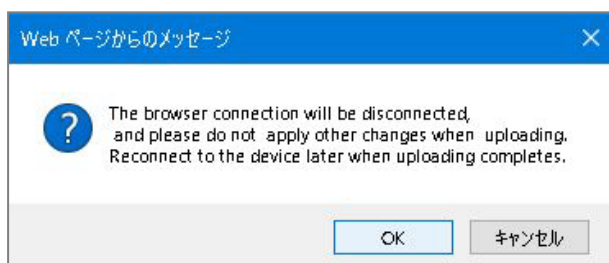 Web ページからのメッセージ
The browser connection will be disconnected,
and please do not apply other changes when uploading.
Reconnect to the device later when uploading completes.
OK
キャンセル